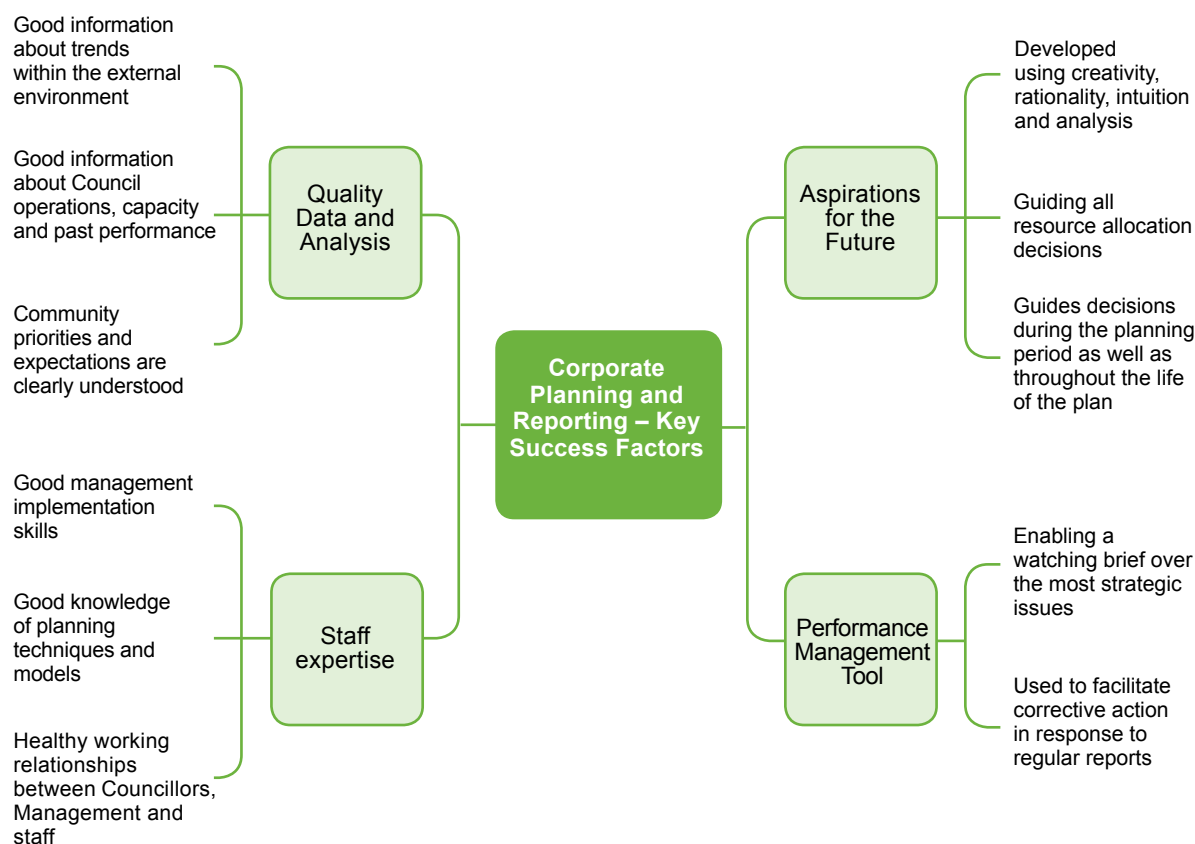 Good information
about trends
within the external
environment
Good information
about Council
operations, capacity
and past performance
Community
priorities and
expectations are
clearly understood
Quality
Data and
Analysis
Good management
implementation
skills
Good knowledge
of planning
techniques and
models
Healthy working
relationships
between Councillors,
Management and
staff
Staff
expertise
Corporate
Planning and
Reporting – Key
Success Factors
Aspirations
for the
Future
Developed
using creativity,
rationality, intuition
and analysis
Guiding all
resource allocation
decisions
Guides decisions
during the planning
period as well as
throughout the life
of the plan
Performance
Management
Tool
Enabling a
watching brief over
the most strategic
issues
Used to facilitate
corrective action
in response to
regular reports